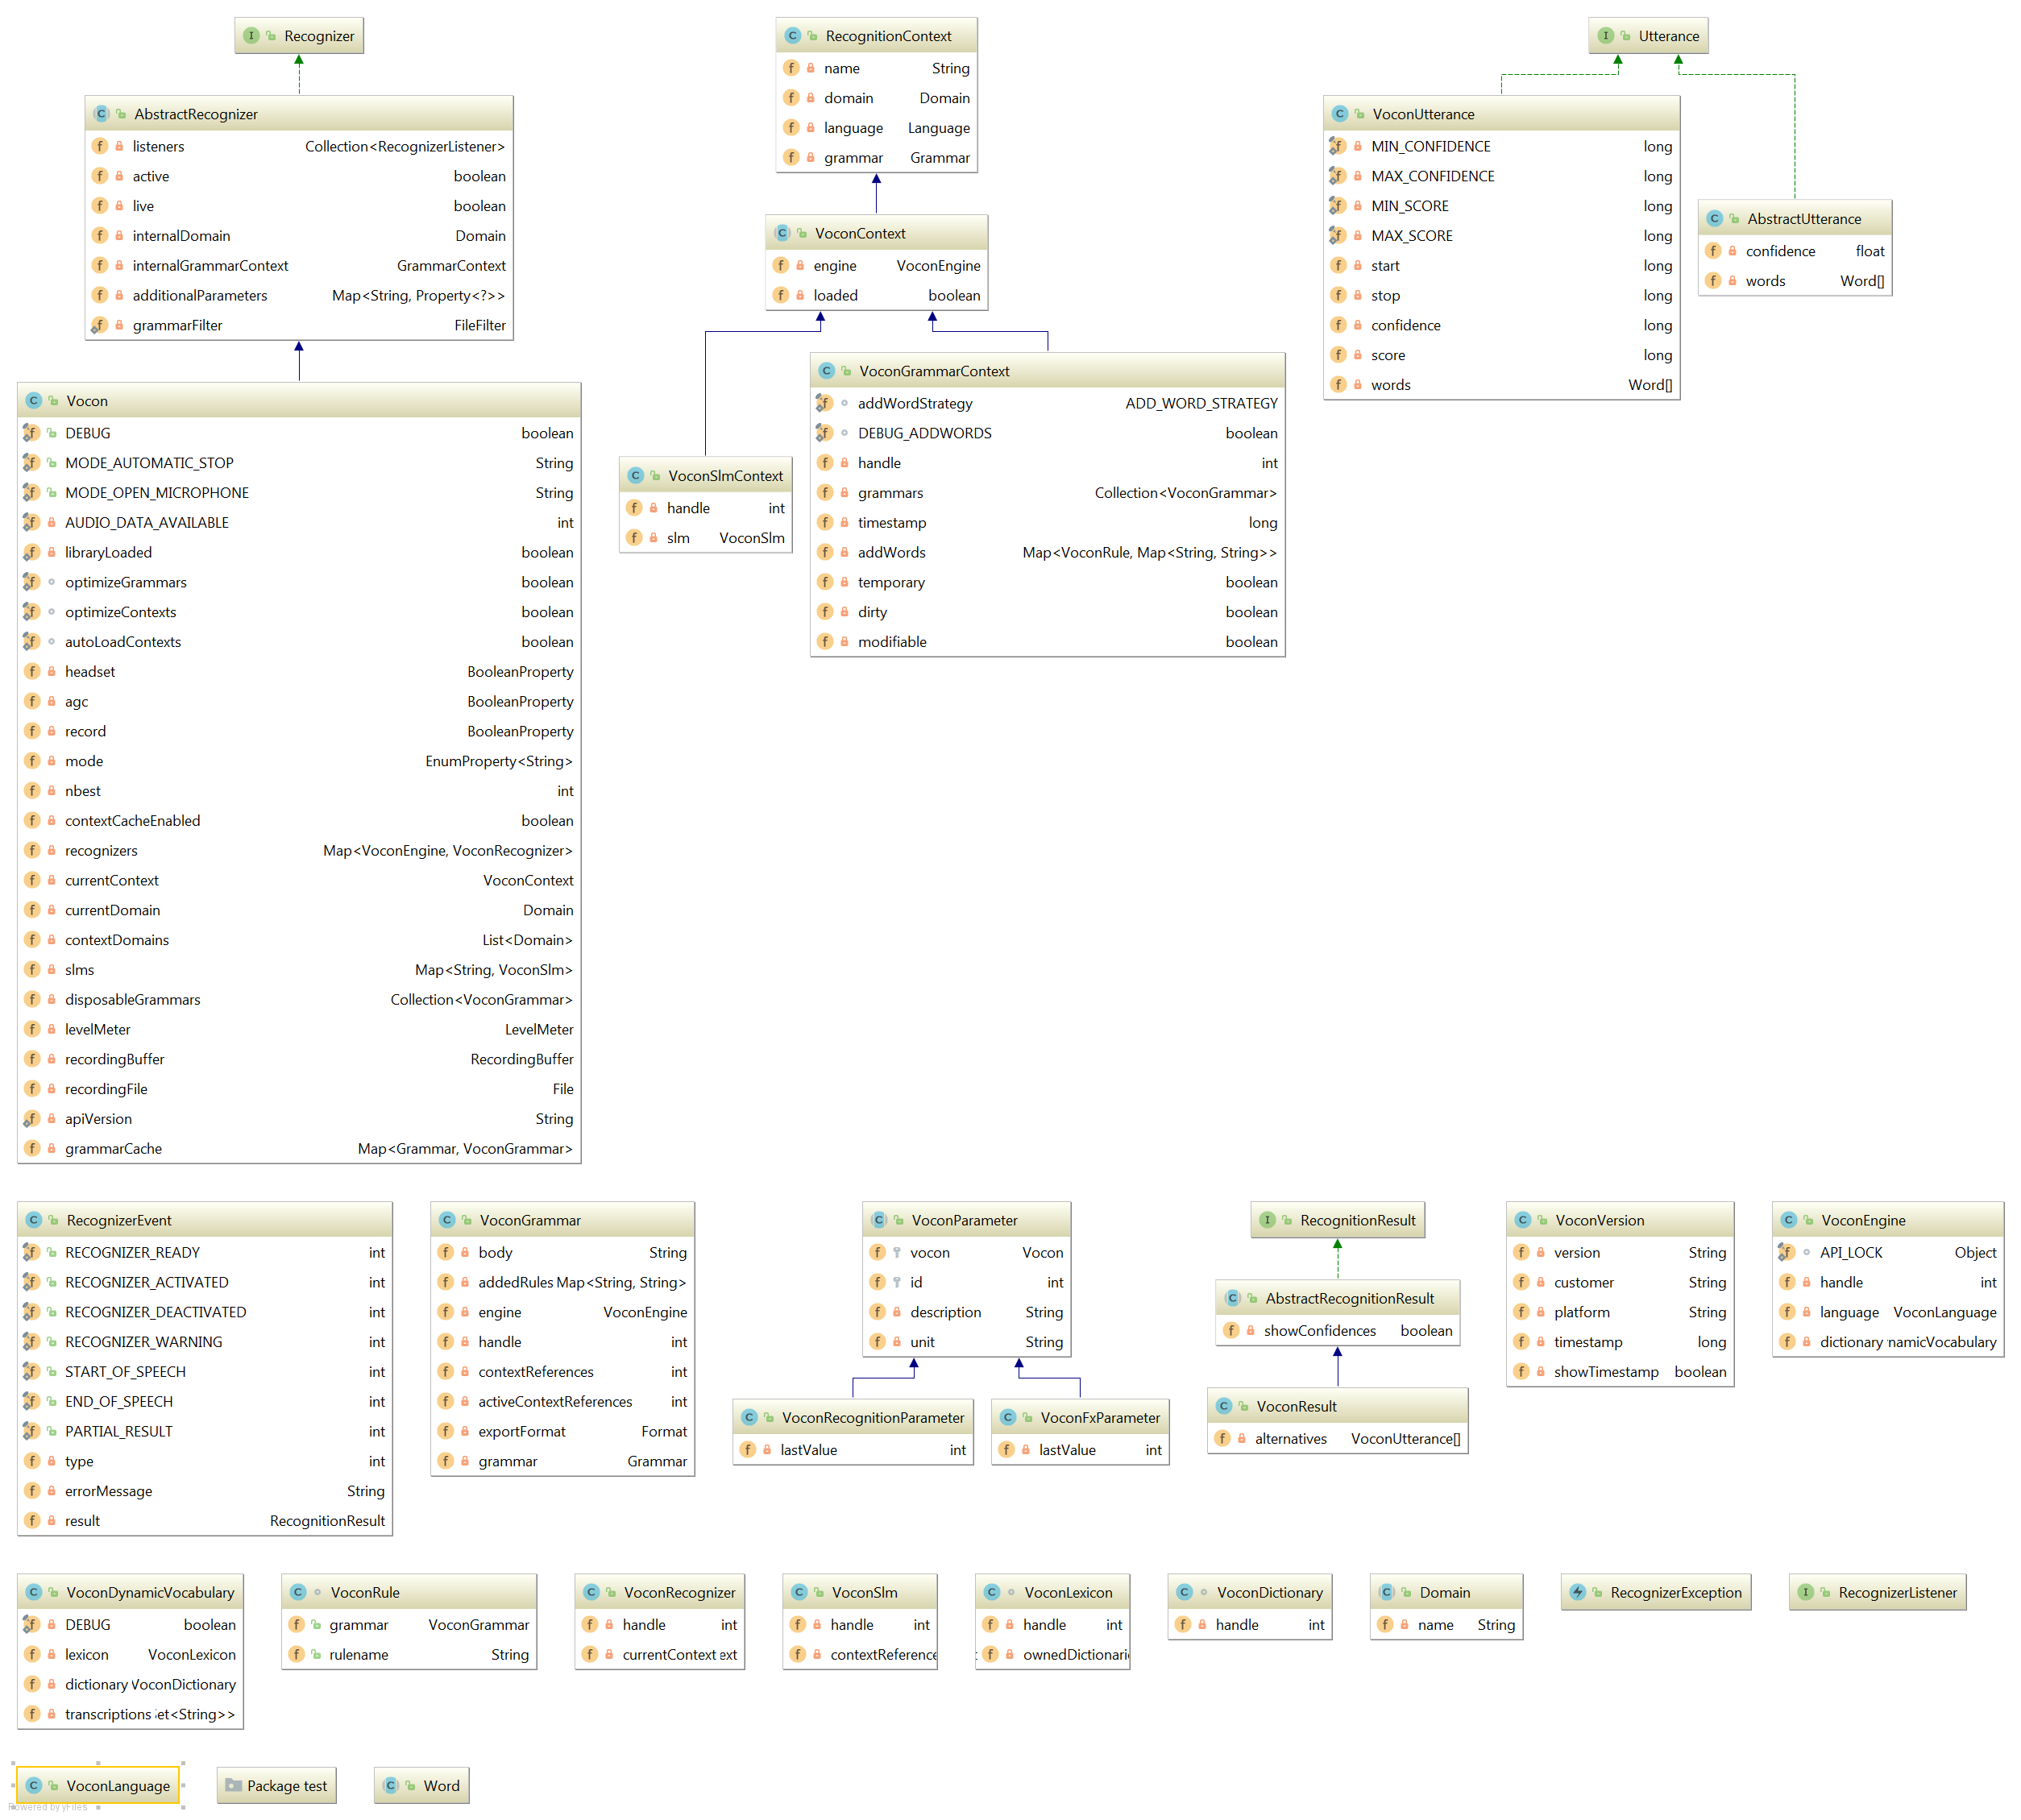 Recognizer
AbstractRecognizer
listeners Collection<RecognizerListener>
active boolean
live boolean
internalDomain Domain
internalGrammarContext GrammarContext
additionalParameters Map<String, Property<?>>
grammarFilter FileFilter
Vocon
DEBUG boolean
MODE_AUTOMATIC_STOP String
MODE_OPEN_MICROPHONE String
AUDIO_DATA_AVAILABLE int
libraryLoaded boolean
optimizeGrammars boolean
optimizeContexts boolean
autoLoadContexts boolean
headset BooleanProperty
agc BooleanProperty
record BooleanProperty
mode EnumProperty<String>
nbest int
contextCacheEnabled boolean
recognizers Map<VoconEngine, VoconRecognizer>
currentContext VoconContext
currentDomain Domain
contextDomains List<Domain>
slms Map<String, VoconSlm>
disposableGrammars Collection<VoconGrammar>
levelMeter LevelMeter
recordingBuffer RecordingBuffer
recordingFile File
apiVersion String
grammarCache Map<Grammar, VoconGrammar>
RecognitionContext
name String
domain Domain
language Language
grammar Grammar
VoconContext
engine VoconEngine
loaded boolean
VoconSlmContext
handle int
slm VoconSlm
VoconGrammarContext
addWordStrategy ADD_WORD_STRATEGY
DEBUG_ADDWORDS boolean
handle int
grammars Collection<VoconGrammar>
timestamp long
addWords Map<VoconRule, Map<String, String>>
temporary boolean
dirty boolean
modifiable boolean
Utterance
VoconUtterance
MIN_CONFIDENCE long
MAX_CONFIDENCE long
MIN_SCORE long
MAX_SCORE long
start long
stop long
confidence long
score long
words Word[]
AbstractUtterance
confidence float
words Word[]
RecognizerEvent
RECOGNIZER_READY int
RECOGNIZER_ACTIVATED int
RECOGNIZER_DEACTIVATED int
RECOGNIZER_WARNING int
START_OF_SPEECH int
END_OF_SPEECH int
PARTIAL_RESULT int
type int
errorMessage String
result RecognitionResult
VoconGrammar
body String
addedRules Map<String, String>
engine VoconEngine
handle int
contextReferences int
activeContextReferences int
exportFormat Format
grammar Grammar
VoconParameter
vocon Vocon
id int
description String
unit String
VoconRecognitionParameter
lastValue int
VoconFxParameter
lastValue int
RecognitionResult
AbstractRecognitionResult
showConfidences boolean
VoconResult
alternatives VoconUtterance[]
VoconVersion
version String
customer String
platform String
timestamp long
showTimestamp boolean
VoconEngine
API_LOCK Object
handle int
language VoconLanguage
dictionary namicVocabulary
VoconDynamicVocabulary
DEBUG boolean
lexicon VoconLexicon
dictionary VoconDictionary
transcriptions et<String>>
VoconRule
grammar VoconGrammar
rulename String
VoconRecognizer
handle int
currentContext ext
VoconSlm
handle int
contextReference
VoconLexicon
handle int
ownedDictionari
VoconDictionary
handle int
Domain
name String
RecognizerException
RecognizerListener
VoconLanguage
Package test
Word
Powered by yFiles